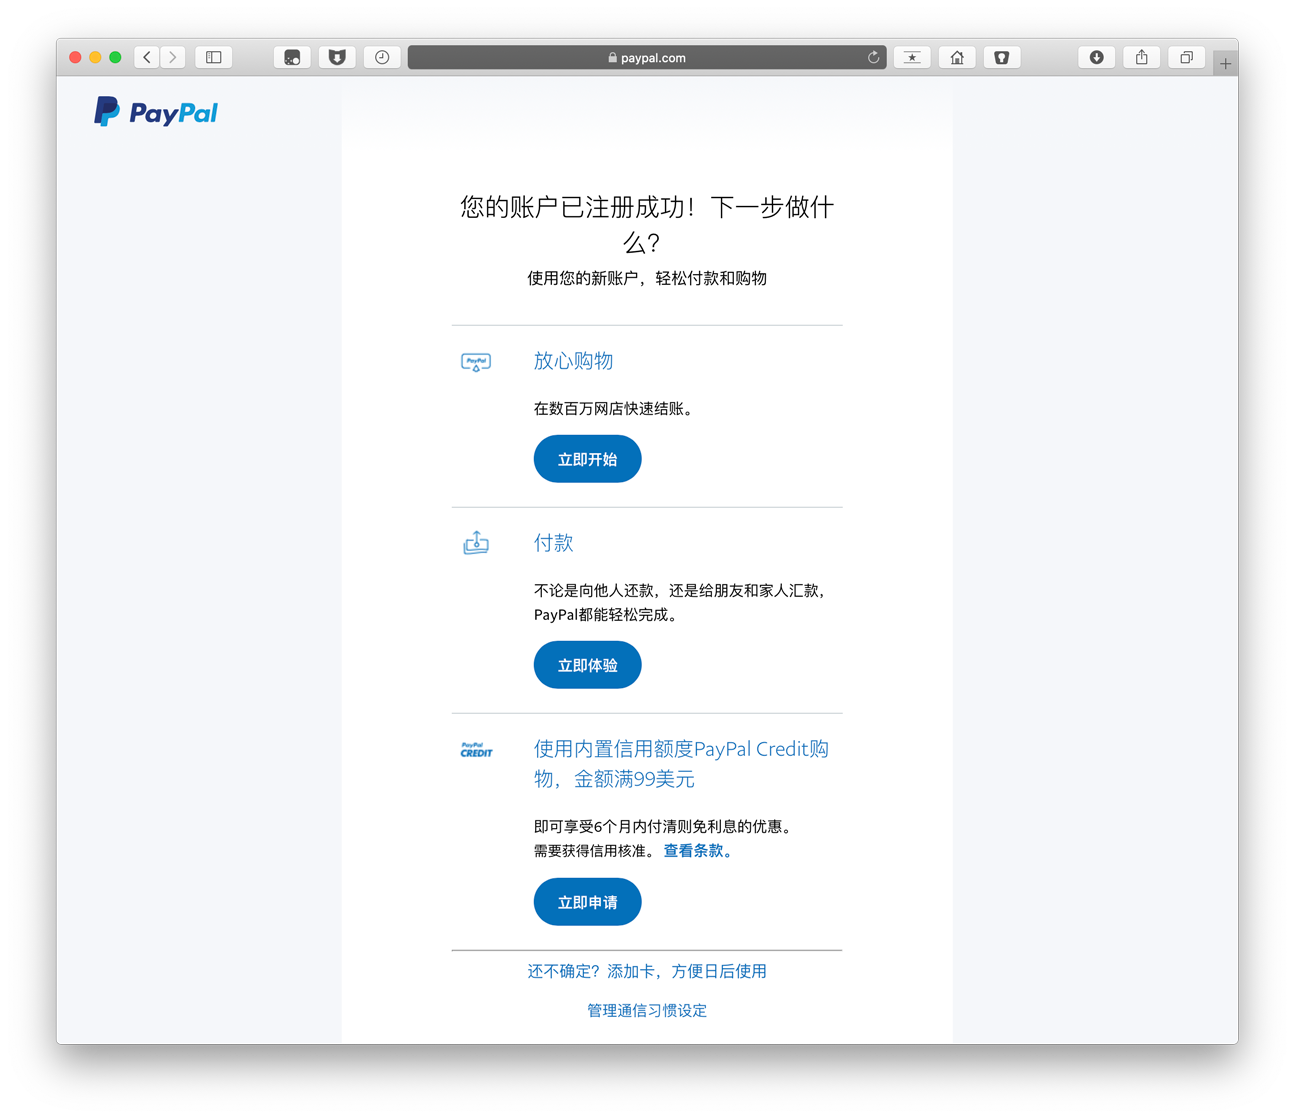 paypal.com
PayPal
您的账户已注册成功！下一步做什
么？
使用您的新账户，轻松付款和购物
PayPal
放心购物
在数百万网店快速结账。
立即开始
付款
不论是向他人还款，还是给朋友和家人汇款，
PayPal都能轻松完成。
立即体验
PayPal
CREDIT
使用内置信用额度PayPal Credit购
物，金额满99美元
即可享受6个月内付清则免利息的优惠。
需要获得信用核准。 查看条款。
立即申请
还不确定？添加卡，方便日后使用
管理通信习惯设定